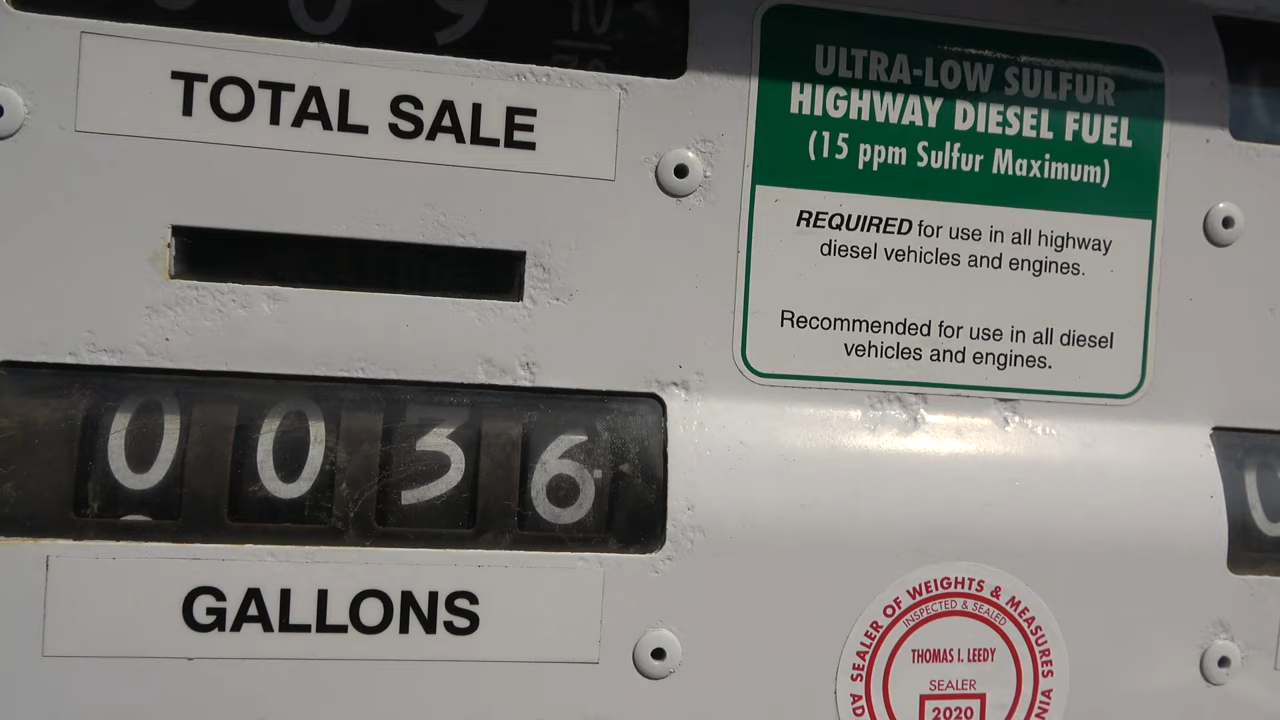 09
TOTAL SALE
ULTRA-LOW SULFUR
HIGHWAY DIESEL FUEL
(15 ppm Sulfur Maximum)
REQUIRED for use in all highway
diesel vehicles and engines.
Recommended for use in all diesel
vehicles and engines.
0036
GALLONS
SEALER OF WEIGHTS & MEASURES
INSPECTED & SEALED
THOMAS I. LEEDY
SEALER
2020